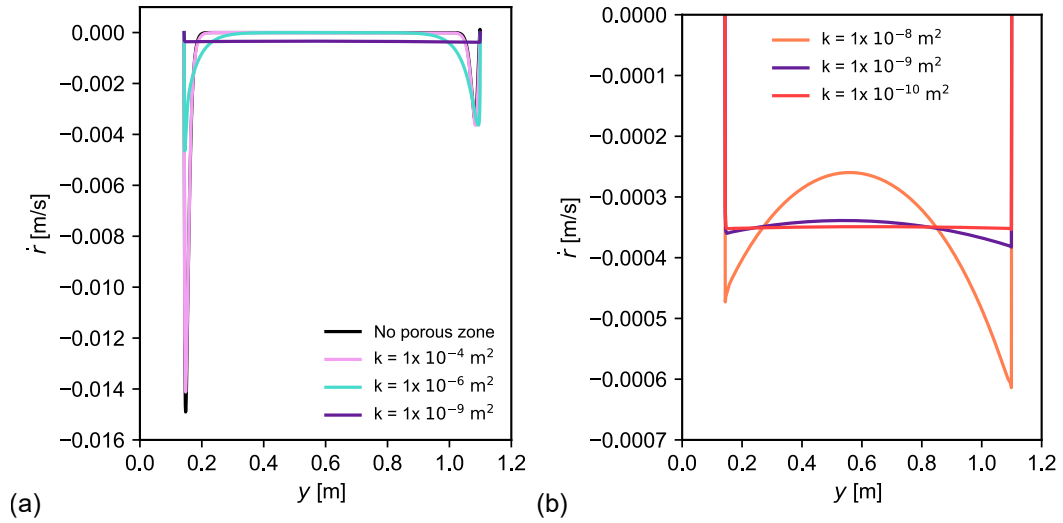 0.000
−0.002
−0.004
−0.006
−0.008
−0.010
−0.012
−0.014
−0.016
ṙ [m/s]
No porous zone
k = 1x 10⁻⁴ m²
k = 1x 10⁻⁶ m²
k = 1x 10⁻⁹ m²
0.0 0.2 0.4 0.6 0.8 1.0 1.2
y [m]
(a)
0.0000
−0.0001
−0.0002
−0.0003
−0.0004
−0.0005
−0.0006
−0.0007
ṙ [m/s]
k = 1x 10⁻⁸ m²
k = 1x 10⁻⁹ m²
k = 1x 10⁻¹⁰ m²
0.0 0.2 0.4 0.6 0.8 1.0 1.2
y [m]
(b)